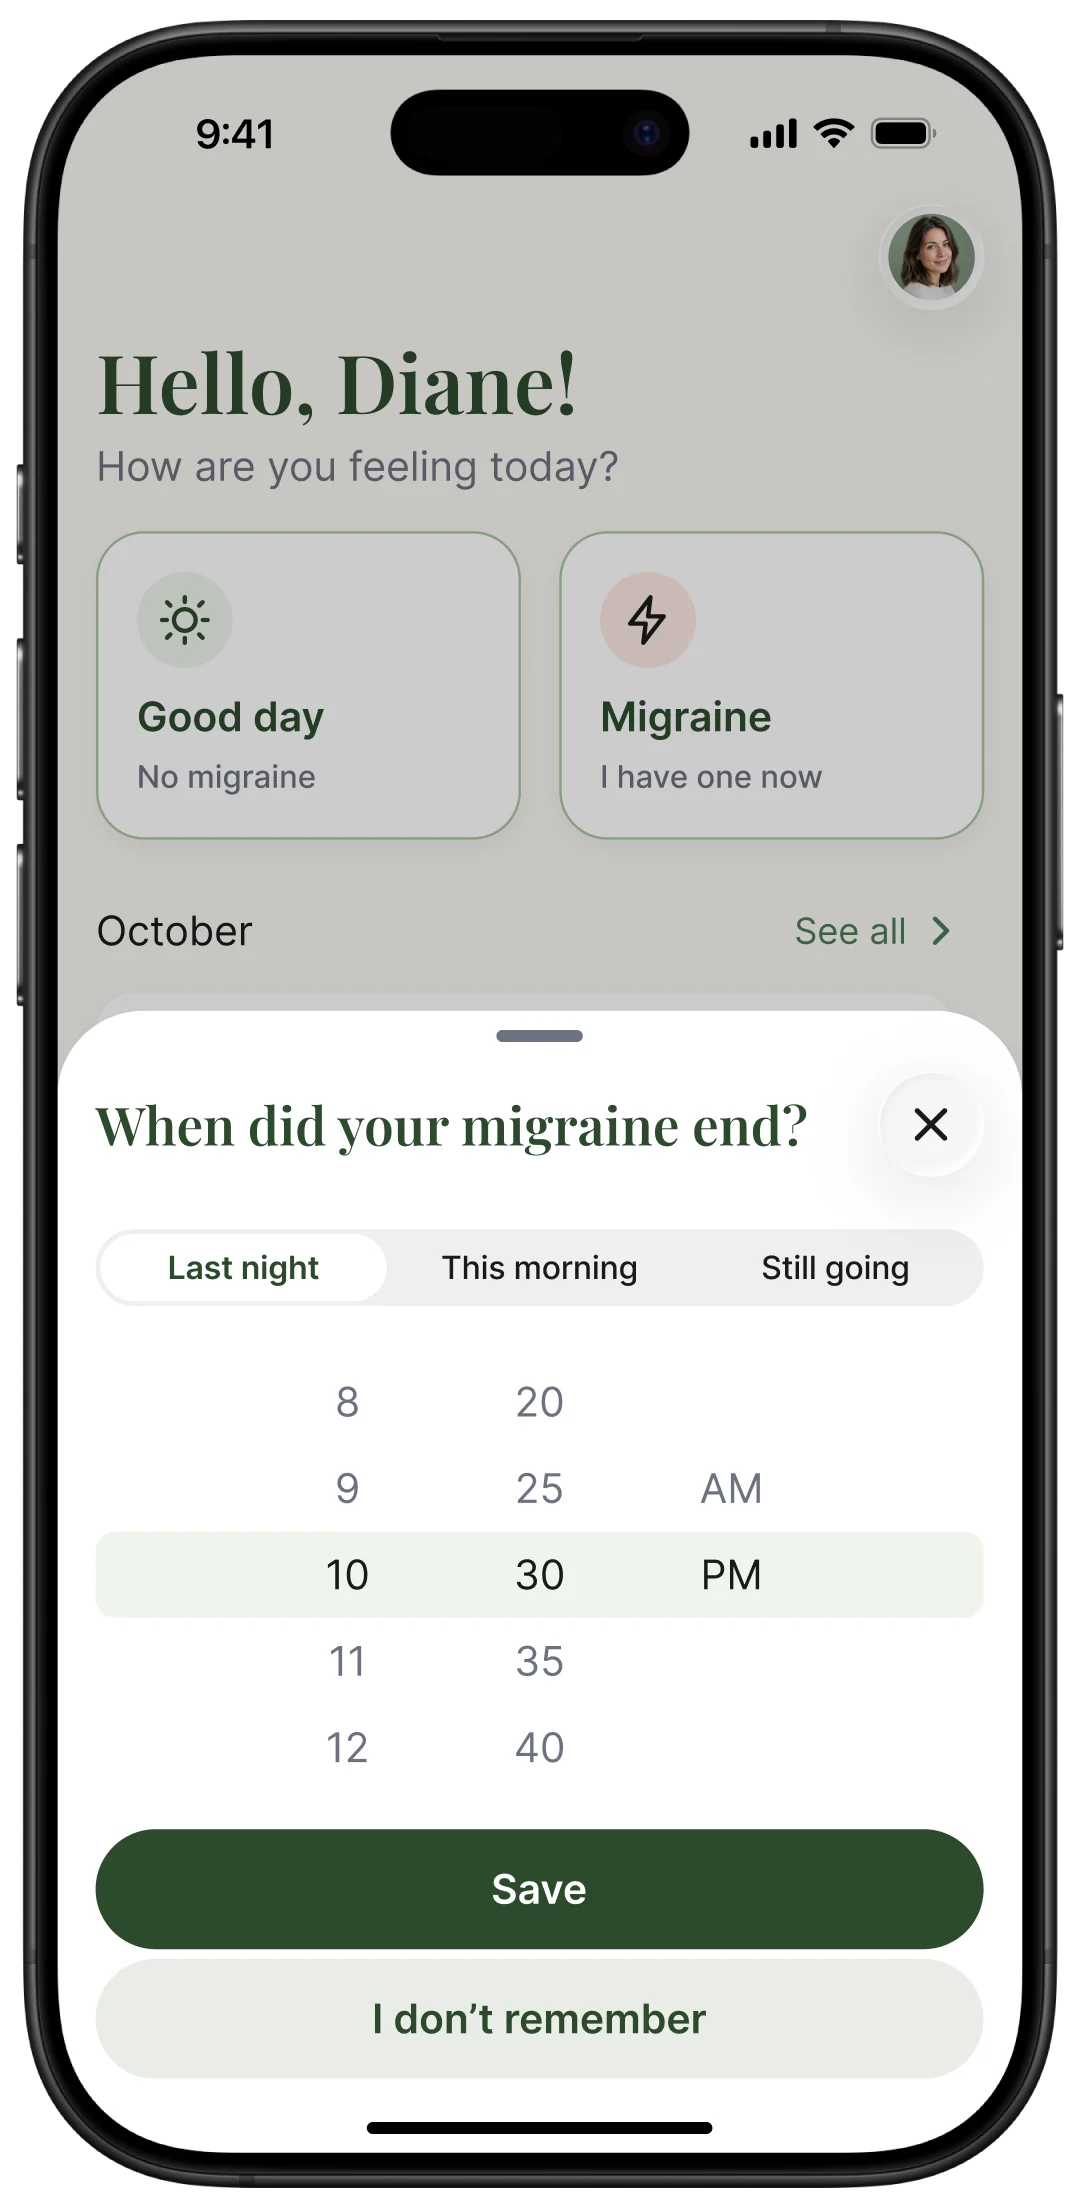 9:41
Hello, Diane!
How are you feeling today?
Good day
No migraine
Migraine
I have one now
October
See all
When did your migraine end?
Last night This morning Still going
8 20
9 25 AM
10 30 PM
11 35
12 40
Save
I don’t remember